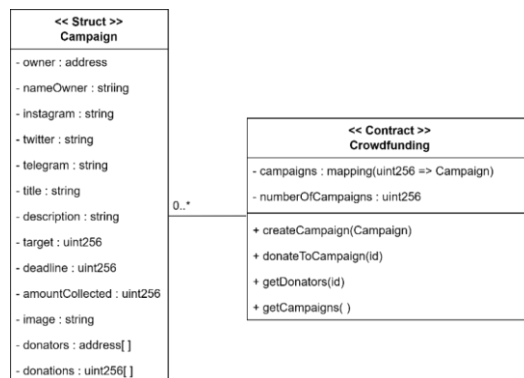 << Struct >>
Campaign
- owner : address
- nameOwner : striing
- instagram : string
- twitter : string
- telegram : string
- title : string
- description : string
- target : uint256
- deadline : uint256
- amountCollected : uint256
- image : string
- donators : address[ ]
- donations : uint256[ ]
0..*
<< Contract >>
Crowdfunding
- campaigns : mapping(uint256 => Campaign)
- numberOfCampaigns : uint256
+ createCampaign(Campaign)
+ donateToCampaign(id)
+ getDonators(id)
+ getCampaigns( )